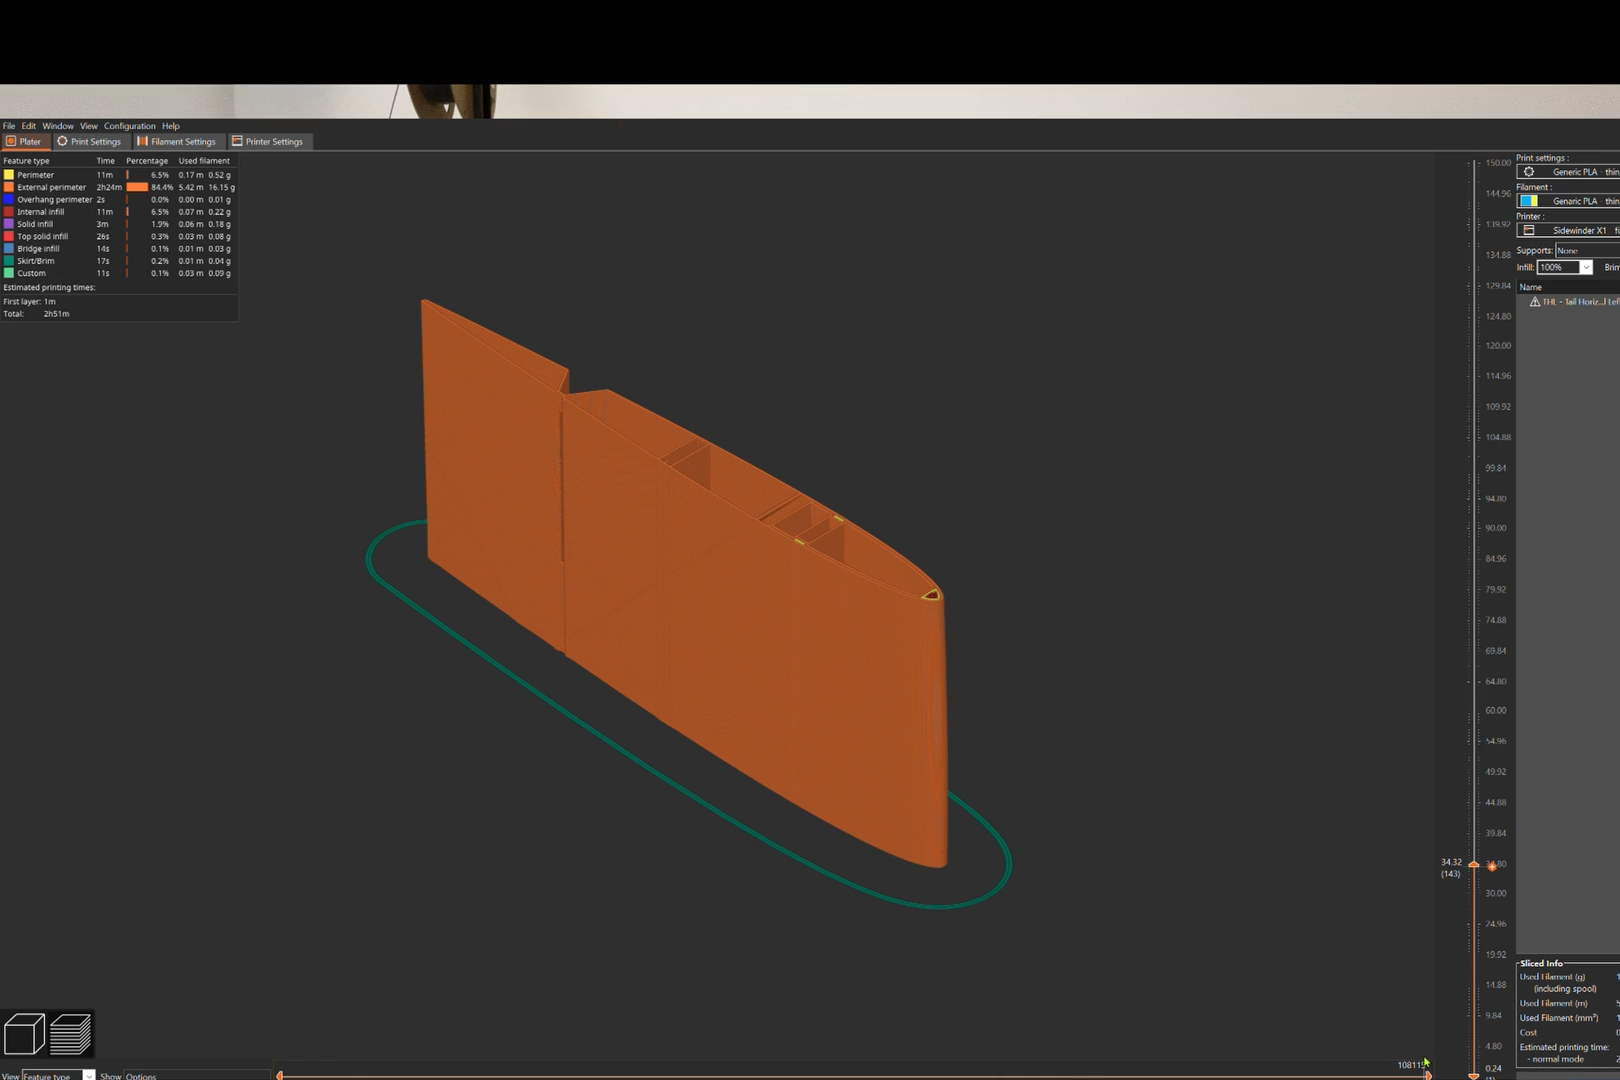 File Edit Window View Configuration Help
Plater Print Settings Filament Settings Printer Settings
Feature type Time Percentage Used filament
Perimeter 11m 6.5% 0.17 m 0.52 g
External perimeter 2h24m 84.4% 5.42 m 16.15 g
Overhang perimeter 2s 0.0% 0.00 m 0.01 g
Internal infill 11m 6.5% 0.07 m 0.22 g
Solid infill 3m 1.9% 0.06 m 0.18 g
Top solid infill 26s 0.3% 0.03 m 0.08 g
Bridge infill 14s 0.1% 0.01 m 0.03 g
Skirt/Brim 17s 0.2% 0.01 m 0.04 g
Custom 11s 0.1% 0.03 m 0.09 g
Estimated printing times:
First layer: 1m
Total: 2h51m
150.00
144.96
139.92
134.88
129.84
124.80
120.00
114.96
109.92
104.88
99.84
94.80
90.00
84.96
79.92
74.88
69.84
64.80
60.00
54.96
49.92
44.88
39.84
34.32
(143)
30.00
24.96
19.92
14.88
9.84
4.80
0.24
Print settings :
Generic PLA
Filament :
Generic PLA
Printer :
Sidewinder X1
Supports: None
Infill: 100%
Name
THL - Tail Horiz...l
Sliced Info
Used Filament (g)
(including spool)
Used Filament (m)
Used Filament (mm³)
Cost
Estimated printing time:
- normal mode
View Feature type Show Options